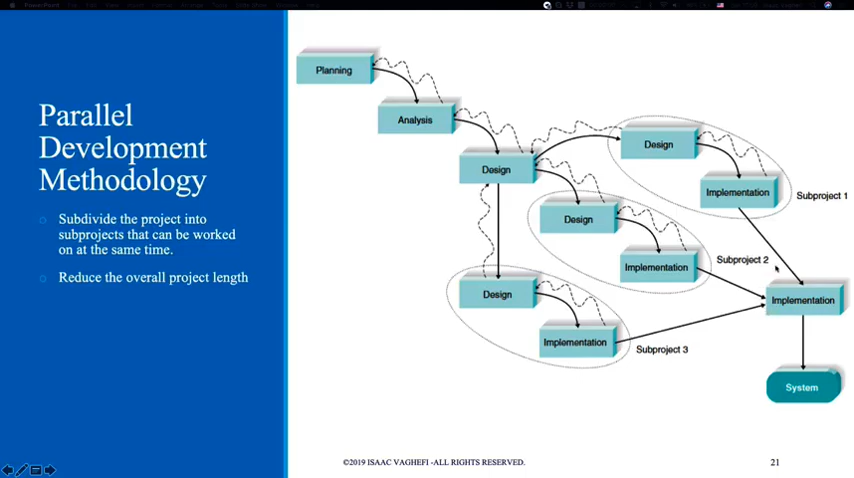 Parallel
Development
Methodology
Subdivide the project into
subprojects that can be worked
on at the same time.
Reduce the overall project length
Planning
Analysis
Design
Design
Implementation
Subproject 1
Design
Implementation
Subproject 2
Design
Implementation
Subproject 3
Implementation
System
©2019 ISAAC VAGHEFI -ALL RIGHTS RESERVED.
21